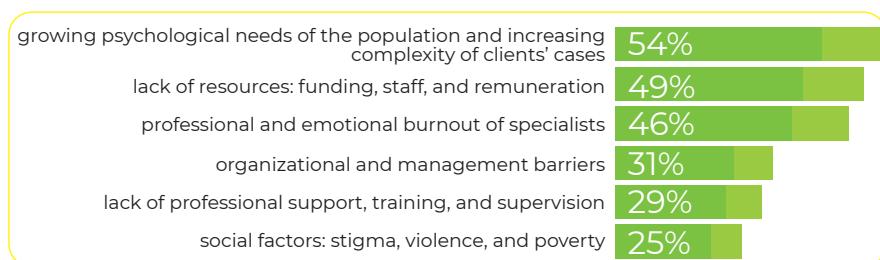 growing psychological needs of the population and increasing
complexity of clients’ cases
54%
lack of resources: funding, staff, and remuneration
49%
professional and emotional burnout of specialists
46%
organizational and management barriers
31%
lack of professional support, training, and supervision
29%
social factors: stigma, violence, and poverty
25%